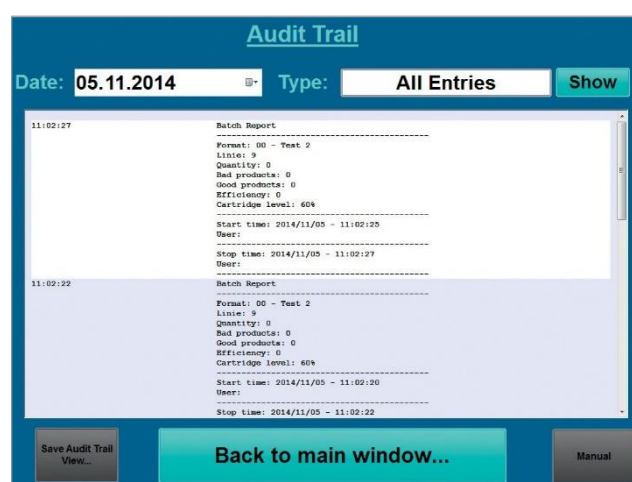 Audit Trail
Date: 05.11.2014 Type: All Entries Show
11:02:27 Batch Report
----------------------------------------
Format: 00 - Test 2
Linie: 9
Quantity: 0
Bad products: 0
Good products: 0
Efficiency: 0
Cartridge level: 60%
----------------------------------------
Start time: 2014/11/05 - 11:02:25
User:
----------------------------------------
Stop time: 2014/11/05 - 11:02:27
User:
----------------------------------------
11:02:22 Batch Report
----------------------------------------
Format: 00 - Test 2
Linie: 9
Quantity: 0
Bad products: 0
Good products: 0
Efficiency: 0
Cartridge level: 60%
----------------------------------------
Start time: 2014/11/05 - 11:02:20
User:
----------------------------------------
Stop time: 2014/11/05 - 11:02:22
Save Audit Trail
View...
Back to main window...
Manual